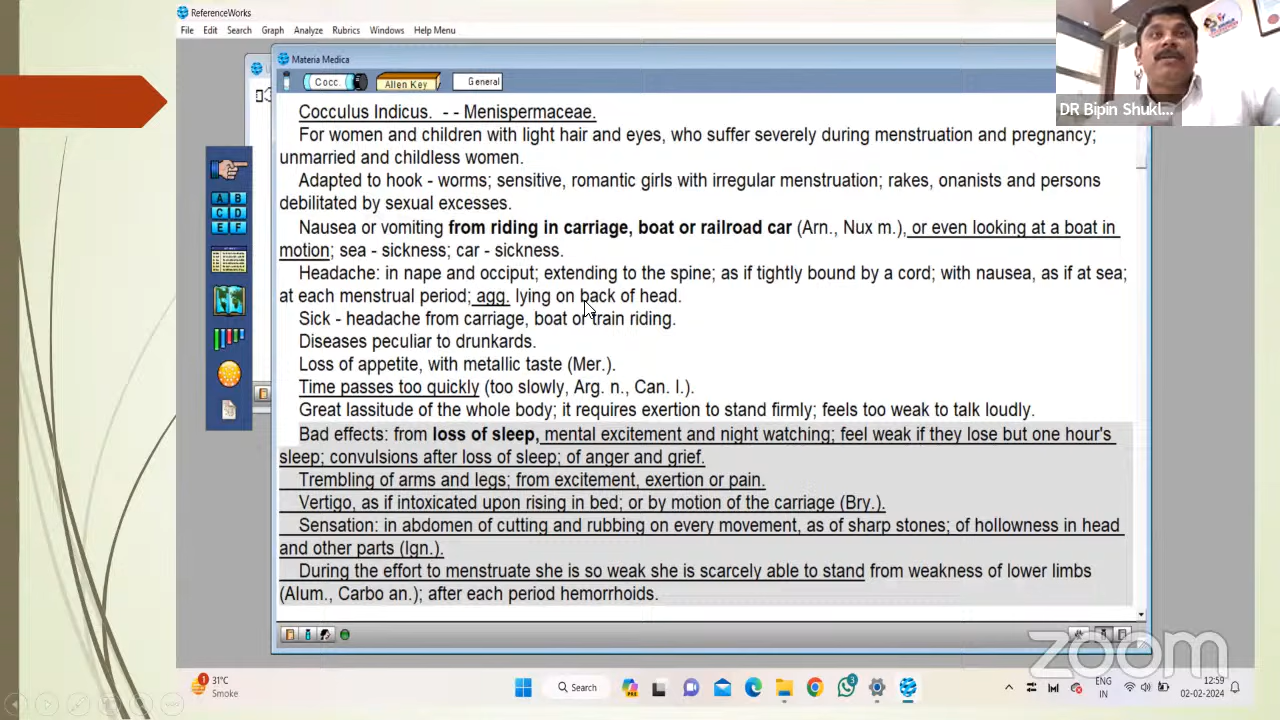 ReferenceWorks
File Edit Search Graph Analyze Rubrics Windows Help Menu
Materia Medica
Cocc. Allen Key General
DR Bipin Shukl...
Cocculus Indicus. - - Menispermaceae.
For women and children with light hair and eyes, who suffer severely during menstruation and pregnancy;
unmarried and childless women.
Adapted to hook - worms; sensitive, romantic girls with irregular menstruation; rakes, onanists and persons
debilitated by sexual excesses.
Nausea or vomiting from riding in carriage, boat or railroad car (Arn., Nux m.), or even looking at a boat in
motion; sea - sickness; car - sickness.
Headache: in nape and occiput; extending to the spine; as if tightly bound by a cord; with nausea, as if at sea;
at each menstrual period; agg. lying on back of head.
Sick - headache from carriage, boat or train riding.
Diseases peculiar to drunkards.
Loss of appetite, with metallic taste (Mer.).
Time passes too quickly (too slowly, Arg. n., Can. I.).
Great lassitude of the whole body; it requires exertion to stand firmly; feels too weak to talk loudly.
Bad effects: from loss of sleep, mental excitement and night watching; feel weak if they lose but one hour's
sleep; convulsions after loss of sleep; of anger and grief.
Trembling of arms and legs; from excitement, exertion or pain.
Vertigo, as if intoxicated upon rising in bed; or by motion of the carriage (Bry.).
Sensation: in abdomen of cutting and rubbing on every movement, as of sharp stones; of hollowness in head
and other parts (Ign.).
During the effort to menstruate she is so weak she is scarcely able to stand from weakness of lower limbs
(Alum., Carbo an.); after each period hemorrhoids.
A B
C D
E F
zoom
1
31°C
Smoke
Search
3
ENG
IN
12:59
02-02-2024